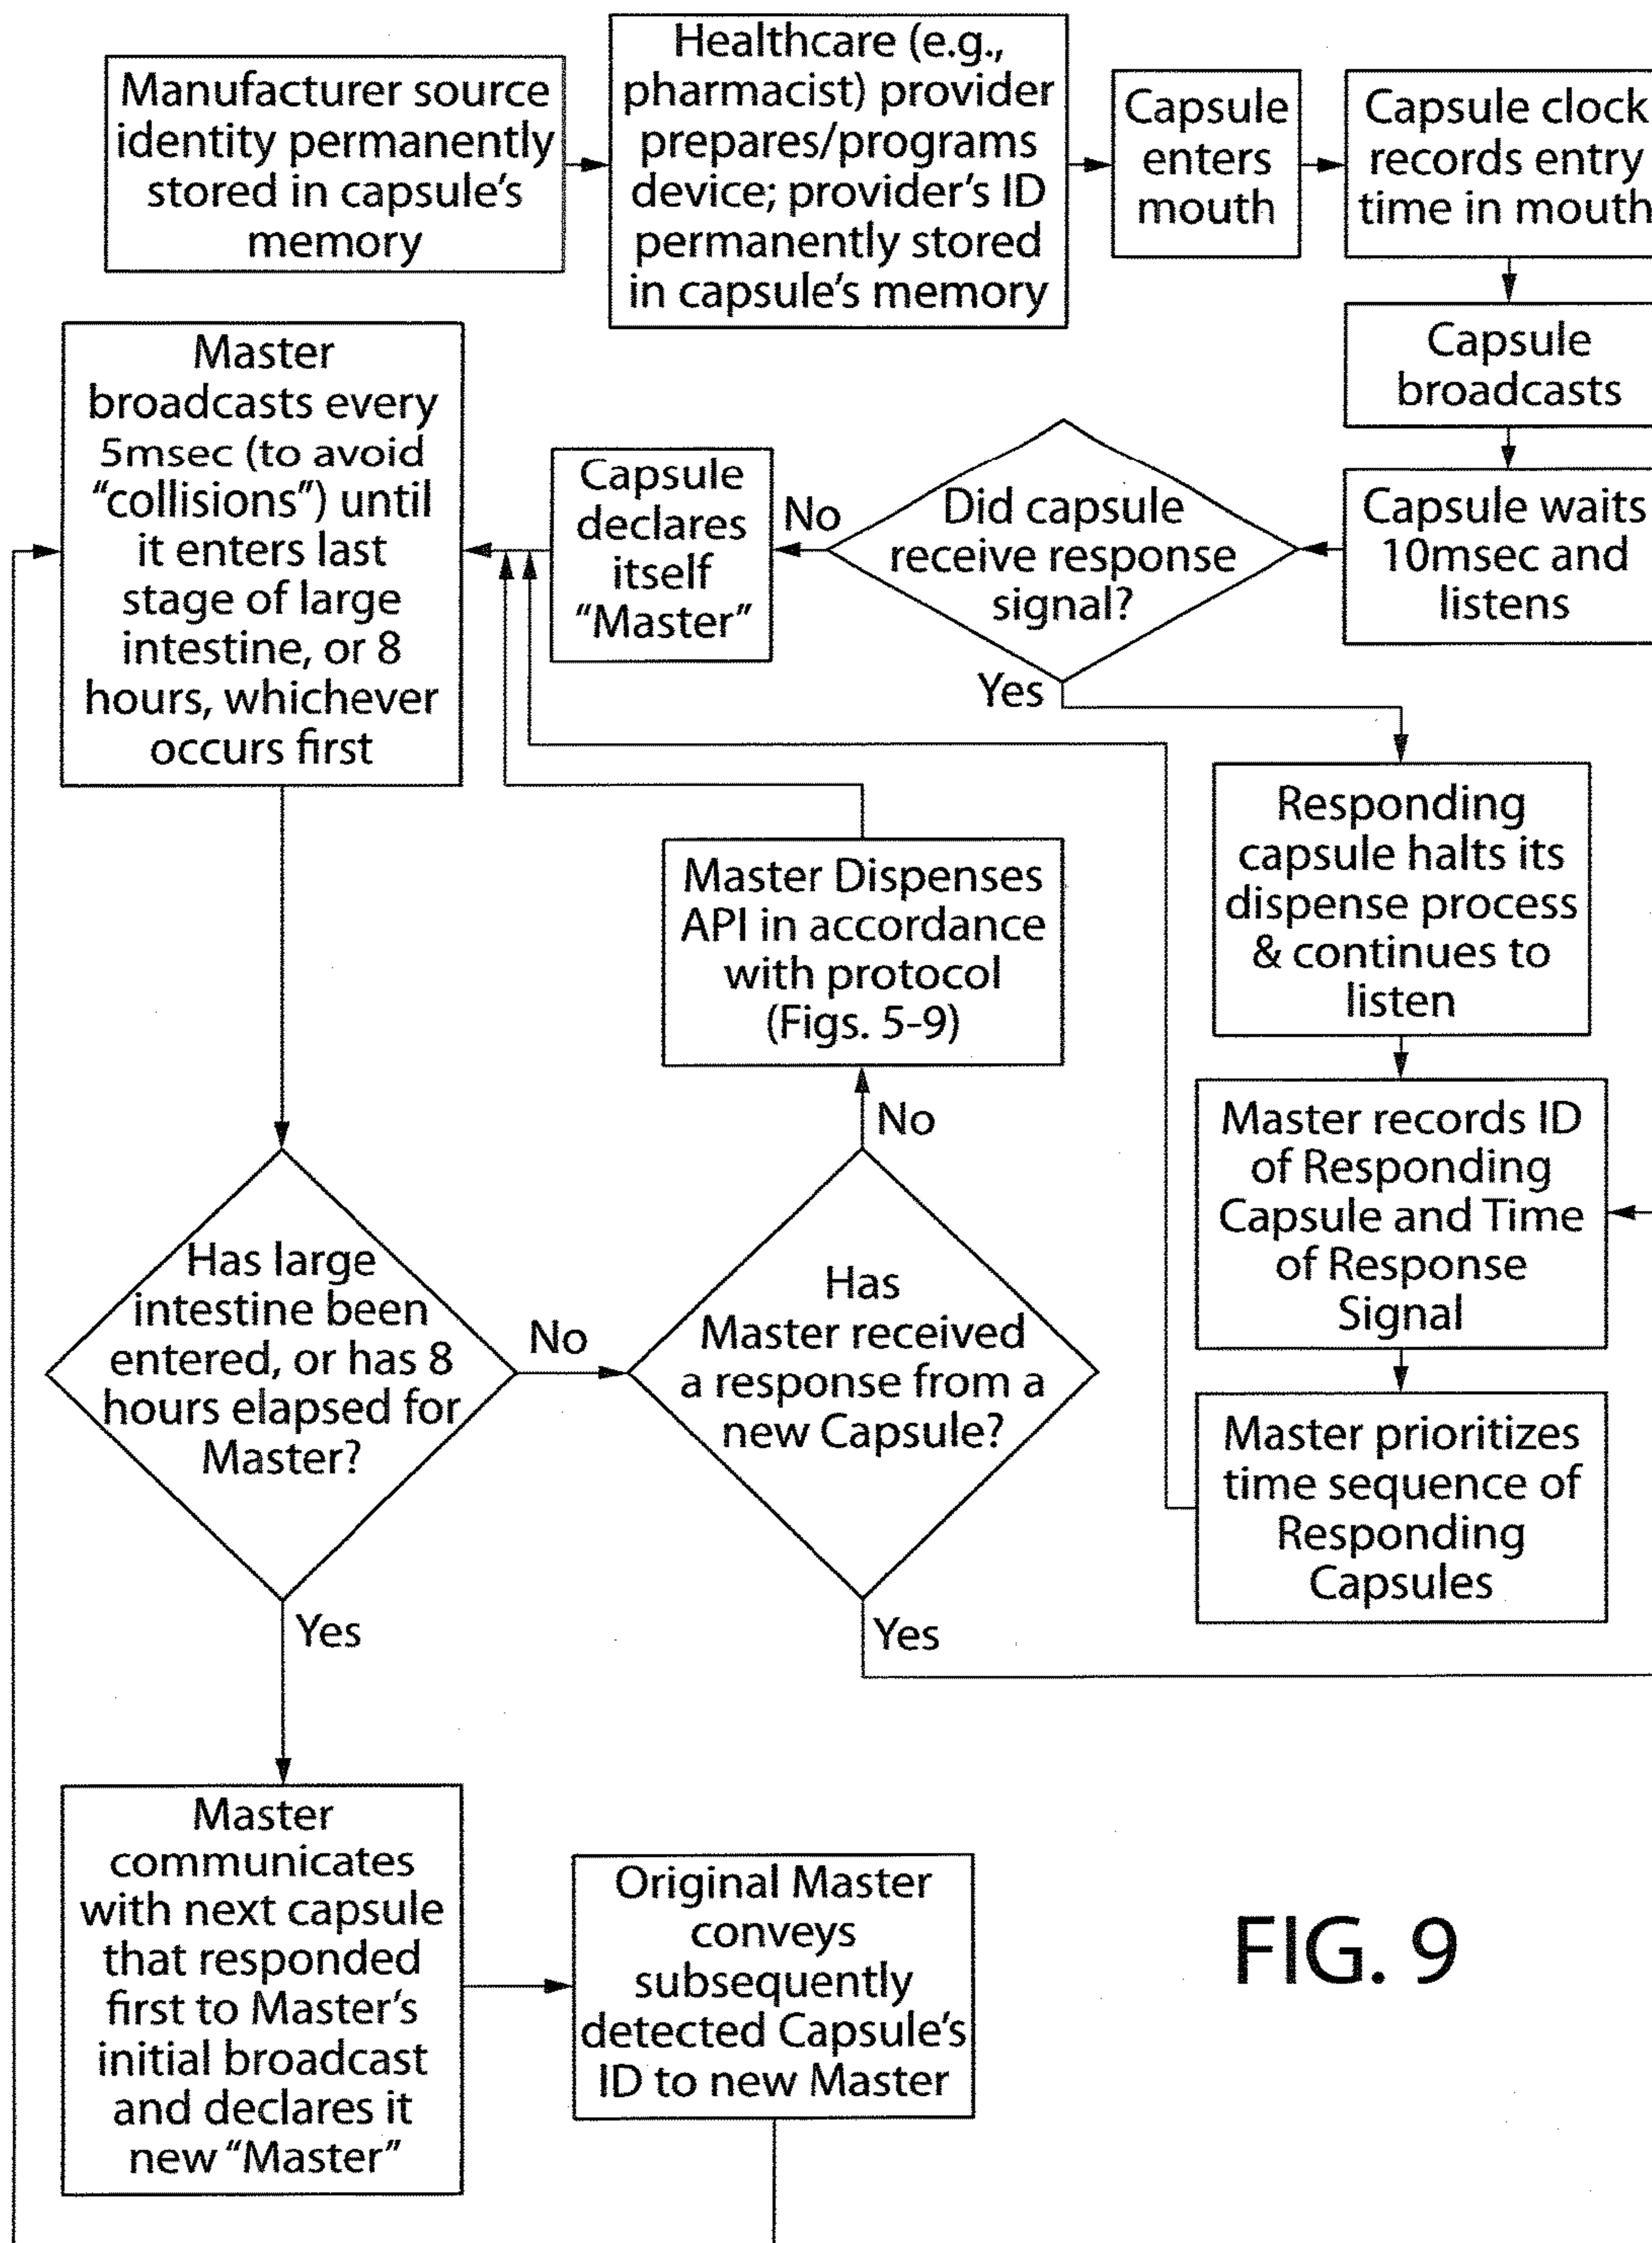 Manufacturer source
identity permanently
stored in capsule's
memory
Healthcare (e.g.,
pharmacist) provider
prepares/programs
device; provider's ID
permanently stored
in capsule's memory
Capsule
enters
mouth
Capsule clock
records entry
time in mouth
Capsule
broadcasts
Capsule waits
10msec and
listens
Did capsule
receive response
signal?
No
Yes
Capsule
declares
itself
“Master”
Master
broadcasts every
5msec (to avoid
“collisions”) until
it enters last
stage of large
intestine, or 8
hours, whichever
occurs first
Responding
capsule halts its
dispense process
& continues to
listen
Master records ID
of Responding
Capsule and Time
of Response
Signal
Master prioritizes
time sequence of
Responding
Capsules
Master Dispenses
API in accordance
with protocol
(Figs. 5-9)
No
Has large
intestine been
entered, or has 8
hours elapsed for
Master?
No
Has
Master received
a response from a
new Capsule?
Yes
Yes
Master
communicates
with next capsule
that responded
first to Master's
initial broadcast
and declares it
new “Master”
Original Master
conveys
subsequently
detected Capsule's
ID to new Master
FIG. 9